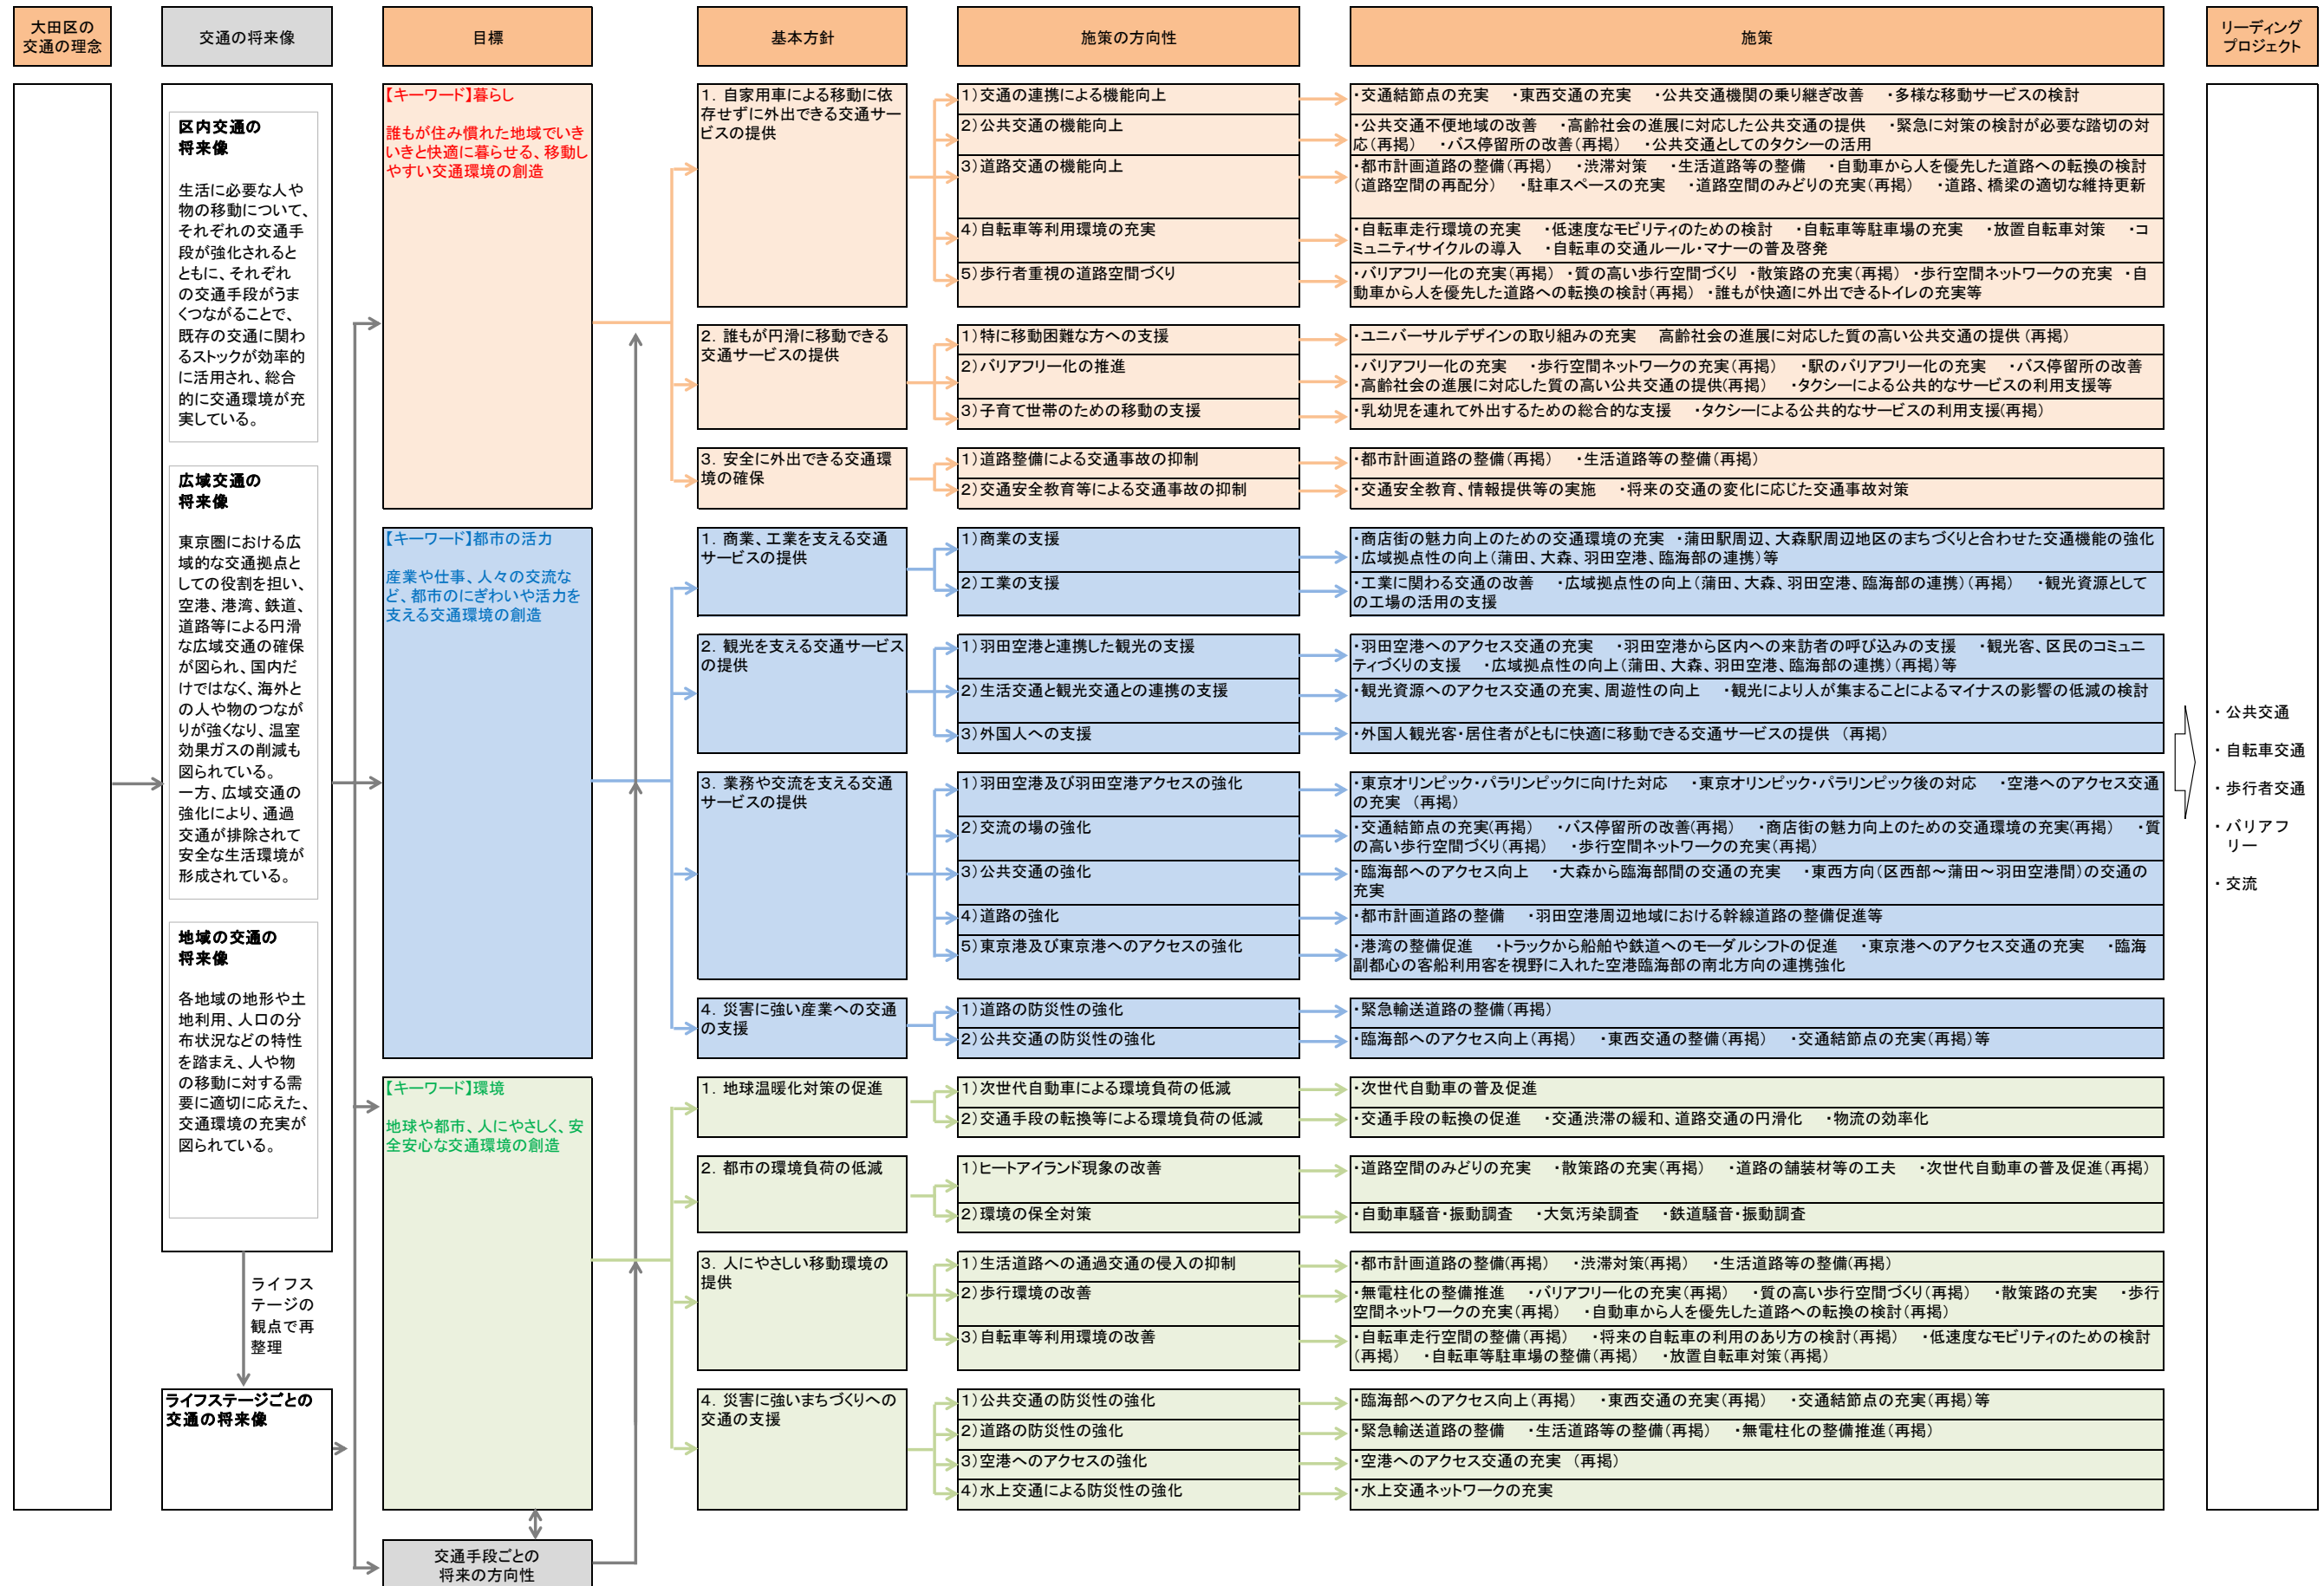 大田区の
交通の理念
交通の将来像
目標
基本方針
施策の方向性
施策
リーディング
プロジェクト
区内交通の
将来像
生活に必要な人や
物の移動について、
それぞれの交通手
段が強化されると
ともに、それぞれ
の交通手段がうま
くつながることで、
既存の交通に関わ
るストックが効率的
に活用され、総合
的に交通環境が充
実している。
広域交通の
将来像
東京圏における広
域的な交通拠点と
しての役割を担い、
空港、港湾、鉄道、
道路等による円滑
な広域交通の確保
が図られ、国内だ
けではなく、海外と
の人や物のつなが
りが強くなり、温室
効果ガスの削減も
図られている。
一方、広域交通の
強化により、通過
交通が排除されて
安全な生活環境が
形成されている。
地域の交通の
将来像
各地域の地形や土
地利用、人口の分
布状況などの特性
を踏まえ、人や物
の移動に対する需
要に適切に応えた、
交通環境の充実が
図られている。
ライフス
テージの
観点で再
整理
ライフステージごとの
交通の将来像
【キーワード】暮らし
誰もが住み慣れた地域でいき
いきと快適に暮らせる、移動し
やすい交通環境の創造
1．自家用車による移動に依
存せずに外出できる交通サー
ビスの提供
1）交通の連携による機能向上
・交通結節点の充実　・東西交通の充実　・公共交通機関の乗り継ぎ改善　・多様な移動サービスの検討
2）公共交通の機能向上
・公共交通不便地域の改善　・高齢社会の進展に対応した公共交通の提供　・緊急に対策の検討が必要な踏切の対
応（再掲）　・バス停留所の改善（再掲）　・公共交通としてのタクシーの活用
3）道路交通の機能向上
・都市計画道路の整備（再掲）　・渋滞対策　・生活道路等の整備　・自動車から人を優先した道路への転換の検討
（道路空間の再配分）　・駐車スペースの充実　・道路空間のみどりの充実（再掲）　・道路、橋梁の適切な維持更新
4）自転車等利用環境の充実
・自転車走行環境の充実　・低速度なモビリティのための検討　・自転車等駐車場の充実　・放置自転車対策　・コ
ミュニティサイクルの導入　・自転車の交通ルール・マナーの普及啓発
5）歩行者重視の道路空間づくり
・バリアフリー化の充実（再掲）　・質の高い歩行空間づくり　・散策路の充実（再掲）　・歩行空間ネットワークの充実　・自
動車から人を優先した道路への転換の検討（再掲）　・誰もが快適に外出できるトイレの充実等
2．誰もが円滑に移動できる
交通サービスの提供
1）特に移動困難な方への支援
・ユニバーサルデザインの取り組みの充実　高齢社会の進展に対応した質の高い公共交通の提供（再掲）
2）バリアフリー化の推進
・バリアフリー化の充実　・歩行空間ネットワークの充実（再掲）　・駅のバリアフリー化の充実　・バス停留所の改善
・高齢社会の進展に対応した質の高い公共交通の提供（再掲）　・タクシーによる公共的なサービスの利用支援等
3）子育て世帯のための移動の支援
・乳幼児を連れて外出するための総合的な支援　・タクシーによる公共的なサービスの利用支援（再掲）
3．安全に外出できる交通環
境の確保
1）道路整備による交通事故の抑制
・都市計画道路の整備（再掲）　・生活道路等の整備（再掲）
2）交通安全教育等による交通事故の抑制
・交通安全教育、情報提供等の実施　・将来の交通の変化に応じた交通事故対策
【キーワード】都市の活力
産業や仕事、人々の交流な
ど、都市のにぎわいや活力を
支える交通環境の創造
1．商業、工業を支える交通
サービスの提供
1）商業の支援
・商店街の魅力向上のための交通環境の充実　・蒲田駅周辺、大森駅周辺地区のまちづくりと合わせた交通機能の強化
・広域拠点性の向上（蒲田、大森、羽田空港、臨海部の連携）等
2）工業の支援
・工業に関わる交通の改善　・広域拠点性の向上（蒲田、大森、羽田空港、臨海部の連携）（再掲）　・観光資源として
の工場の活用の支援
2．観光を支える交通サービス
の提供
1）羽田空港と連携した観光の支援
・羽田空港へのアクセス交通の充実　・羽田空港から区内への来訪者の呼び込みの支援　・観光客、区民のコミュニ
ティづくりの支援　・広域拠点性の向上（蒲田、大森、羽田空港、臨海部の連携）（再掲）等
2）生活交通と観光交通との連携の支援
・観光資源へのアクセス交通の充実、周遊性の向上　・観光により人が集まることによるマイナスの影響の低減の検討
3）外国人への支援
・外国人観光客・居住者がともに快適に移動できる交通サービスの提供　（再掲）
3．業務や交流を支える交通
サービスの提供
1）羽田空港及び羽田空港アクセスの強化
・東京オリンピック・パラリンピックに向けた対応　・東京オリンピック・パラリンピック後の対応　・空港へのアクセス交通
の充実　（再掲）
2）交流の場の強化
・交通結節点の充実（再掲）　・バス停留所の改善（再掲）　・商店街の魅力向上のための交通環境の充実（再掲）　・質
の高い歩行空間づくり（再掲）　・歩行空間ネットワークの充実（再掲）
3）公共交通の強化
・臨海部へのアクセス向上　・大森から臨海部間の交通の充実　・東西方向（区西部～蒲田～羽田空港間）の交通の
充実
4）道路の強化
・都市計画道路の整備　・羽田空港周辺地域における幹線道路の整備促進等
5）東京港及び東京港へのアクセスの強化
・港湾の整備促進　・トラックから船舶や鉄道へのモーダルシフトの促進　・東京港へのアクセス交通の充実　・臨海
副都心の客船利用客を視野に入れた空港臨海部の南北方向の連携強化
4．災害に強い産業への交通
の支援
1）道路の防災性の強化
・緊急輸送道路の整備（再掲）
2）公共交通の防災性の強化
・臨海部へのアクセス向上（再掲）　・東西交通の整備（再掲）　・交通結節点の充実（再掲）等
【キーワード】環境
地球や都市、人にやさしく、安
全安心な交通環境の創造
1．地球温暖化対策の促進
1）次世代自動車による環境負荷の低減
・次世代自動車の普及促進
2）交通手段の転換等による環境負荷の低減
・交通手段の転換の促進　・交通渋滞の緩和、道路交通の円滑化　・物流の効率化
2．都市の環境負荷の低減
1）ヒートアイランド現象の改善
・道路空間のみどりの充実　・散策路の充実（再掲）　・道路の舗装材等の工夫　・次世代自動車の普及促進（再掲）
2）環境の保全対策
・自動車騒音・振動調査　・大気汚染調査　・鉄道騒音・振動調査
3．人にやさしい移動環境の
提供
1）生活道路への通過交通の侵入の抑制
・都市計画道路の整備（再掲）　・渋滞対策（再掲）　・生活道路等の整備（再掲）
2）歩行環境の改善
・無電柱化の整備推進　・バリアフリー化の充実（再掲）　・質の高い歩行空間づくり（再掲）　・散策路の充実　・歩行
空間ネットワークの充実（再掲）　・自動車から人を優先した道路への転換の検討（再掲）
3）自転車等利用環境の改善
・自転車走行空間の整備（再掲）　・将来の自転車の利用のあり方の検討（再掲）　・低速度なモビリティのための検討
（再掲）　・自転車等駐車場の整備（再掲）　・放置自転車対策（再掲）
4．災害に強いまちづくりへの
交通の支援
1）公共交通の防災性の強化
・臨海部へのアクセス向上（再掲）　・東西交通の充実（再掲）　・交通結節点の充実（再掲）等
2）道路の防災性の強化
・緊急輸送道路の整備　・生活道路等の整備（再掲）　・無電柱化の整備推進（再掲）
3）空港へのアクセスの強化
・空港へのアクセス交通の充実　（再掲）
4）水上交通による防災性の強化
・水上交通ネットワークの充実
交通手段ごとの
将来の方向性
・公共交通
・自転車交通
・歩行者交通
・バリアフ
リー
・交流